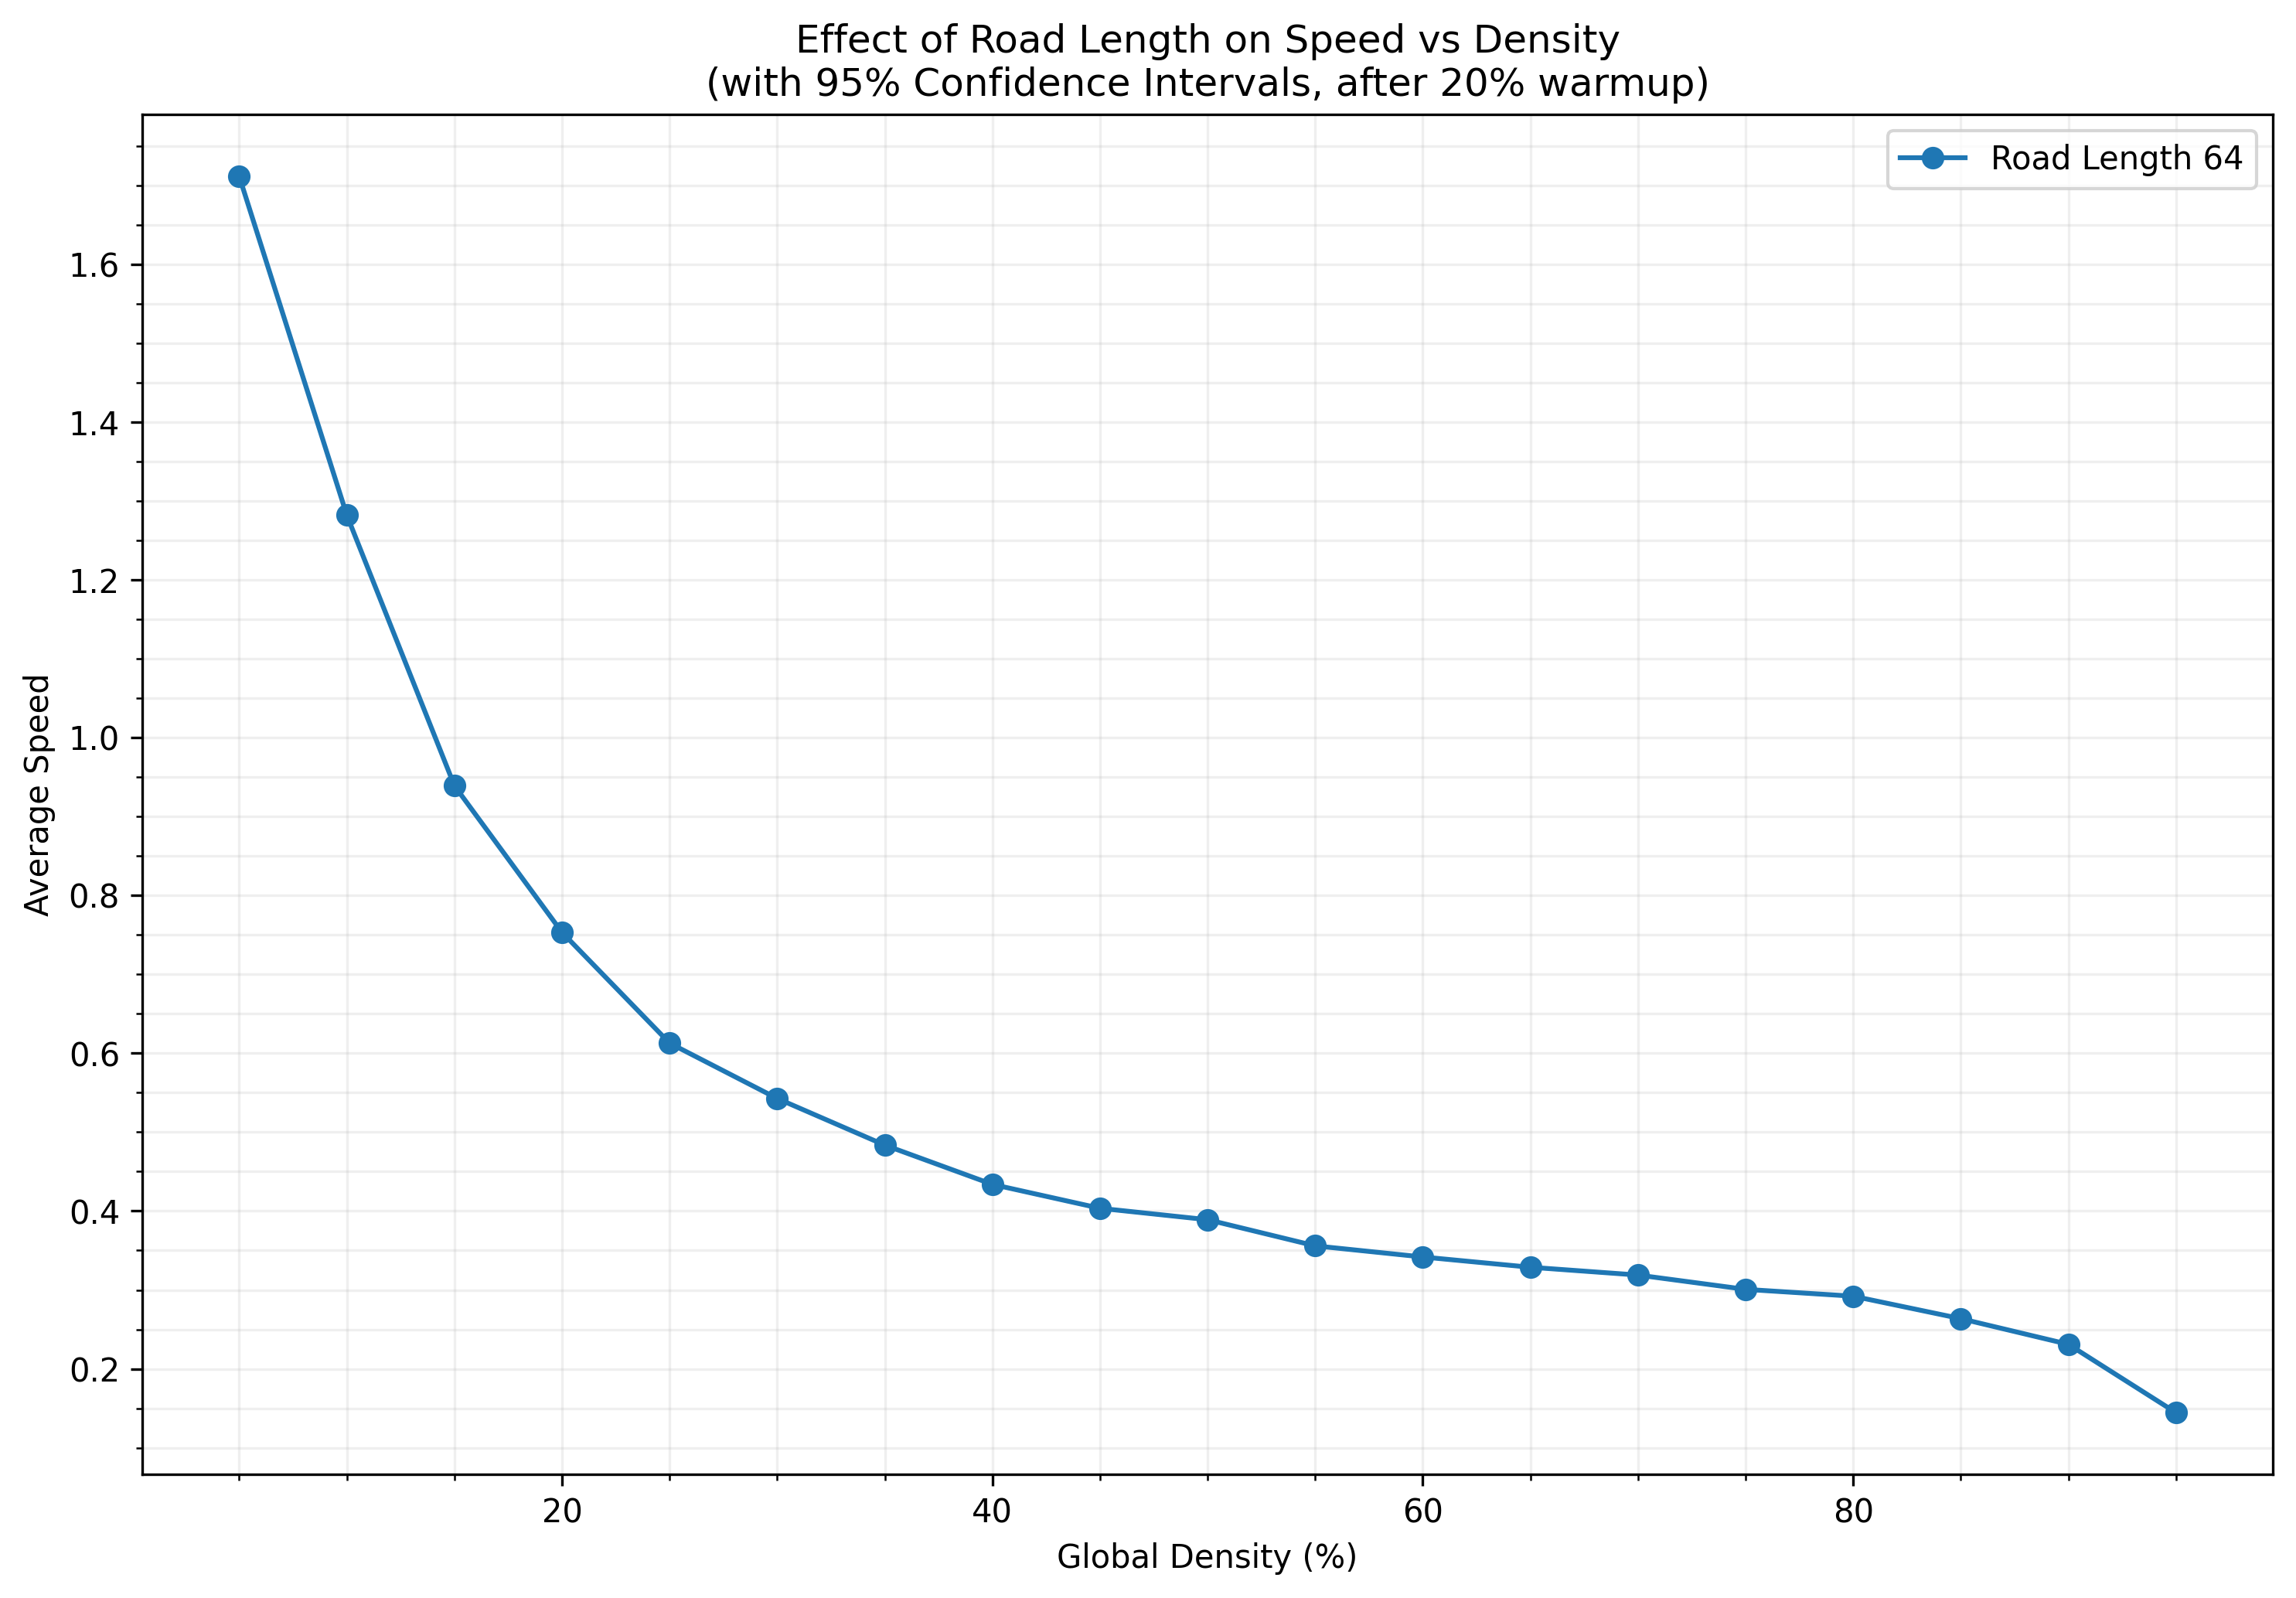 Effect of Road Length on Speed vs Density
(with 95% Confidence Intervals, after 20% warmup)
Road Length 64
1.6
1.4
1.2
1.0
0.8
0.6
0.4
0.2
Average Speed
20
40
60
80
Global Density (%)